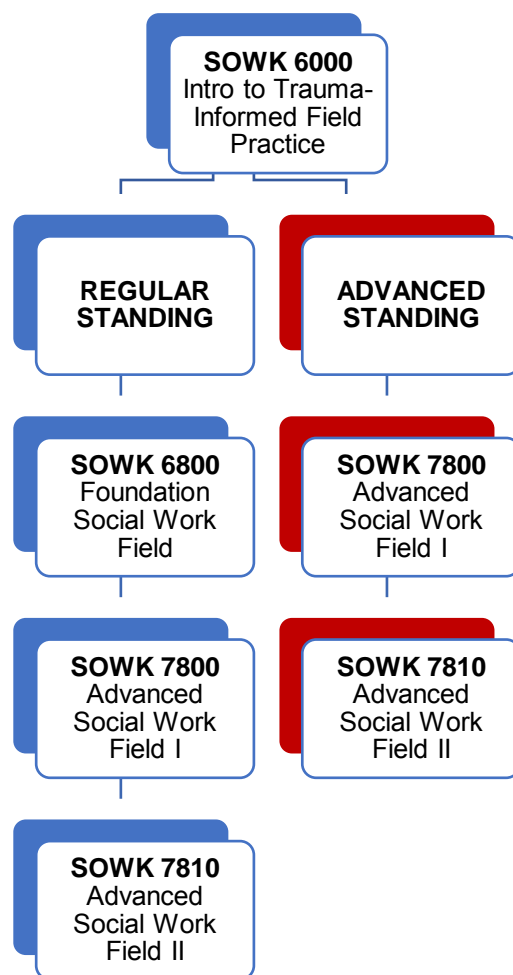 SOWK 6000
Intro to Trauma-
Informed Field
Practice
REGULAR
STANDING
ADVANCED
STANDING
SOWK 6800
Foundation
Social Work
Field
SOWK 7800
Advanced
Social Work
Field I
SOWK 7800
Advanced
Social Work
Field I
SOWK 7810
Advanced
Social Work
Field II
SOWK 7810
Advanced
Social Work
Field II